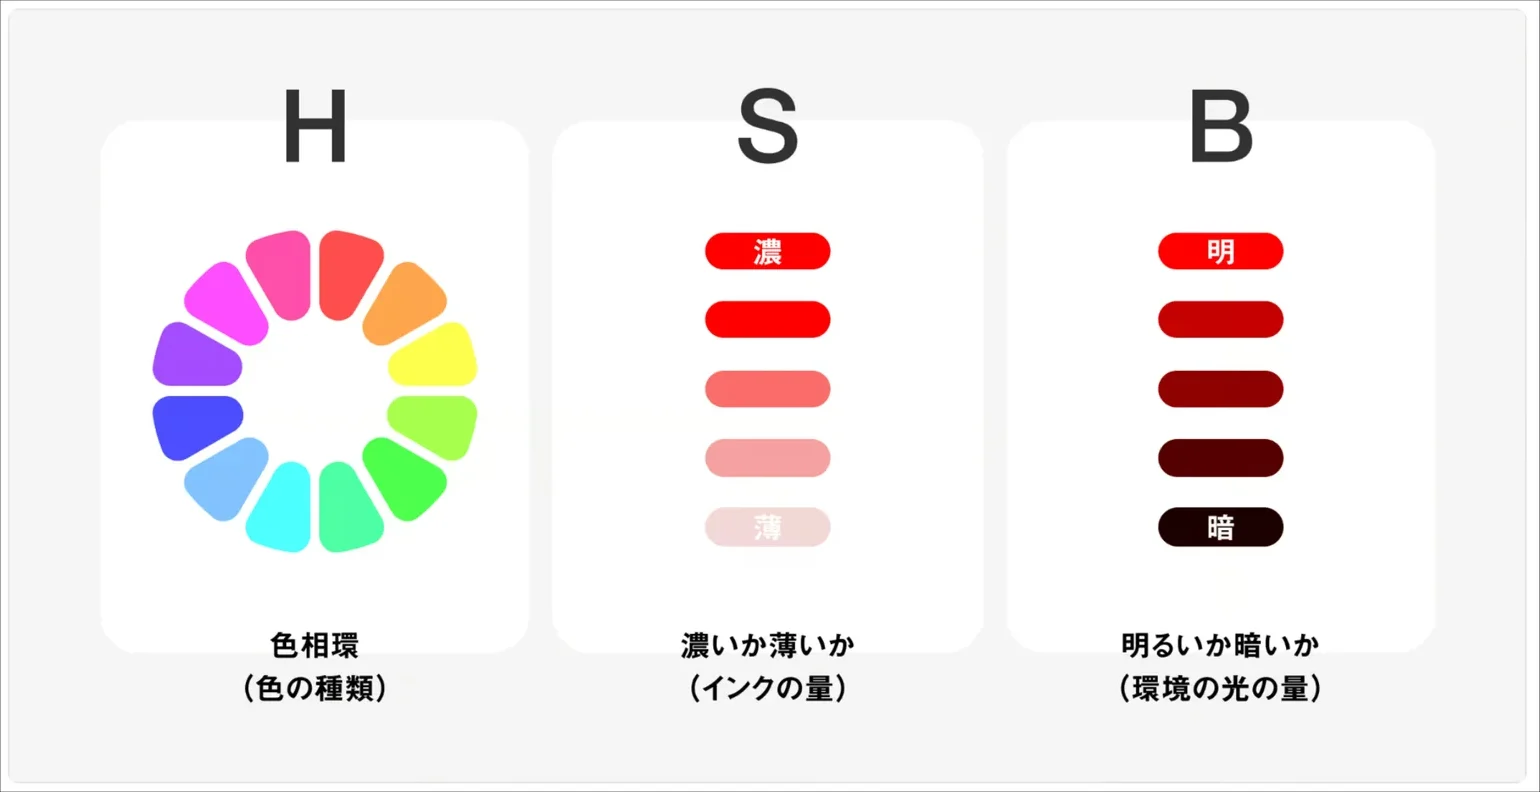 H
色相環
（色の種類）
S
濃
薄
濃いか薄いか
（インクの量）
B
明
暗
明るいか暗いか
（環境の光の量）